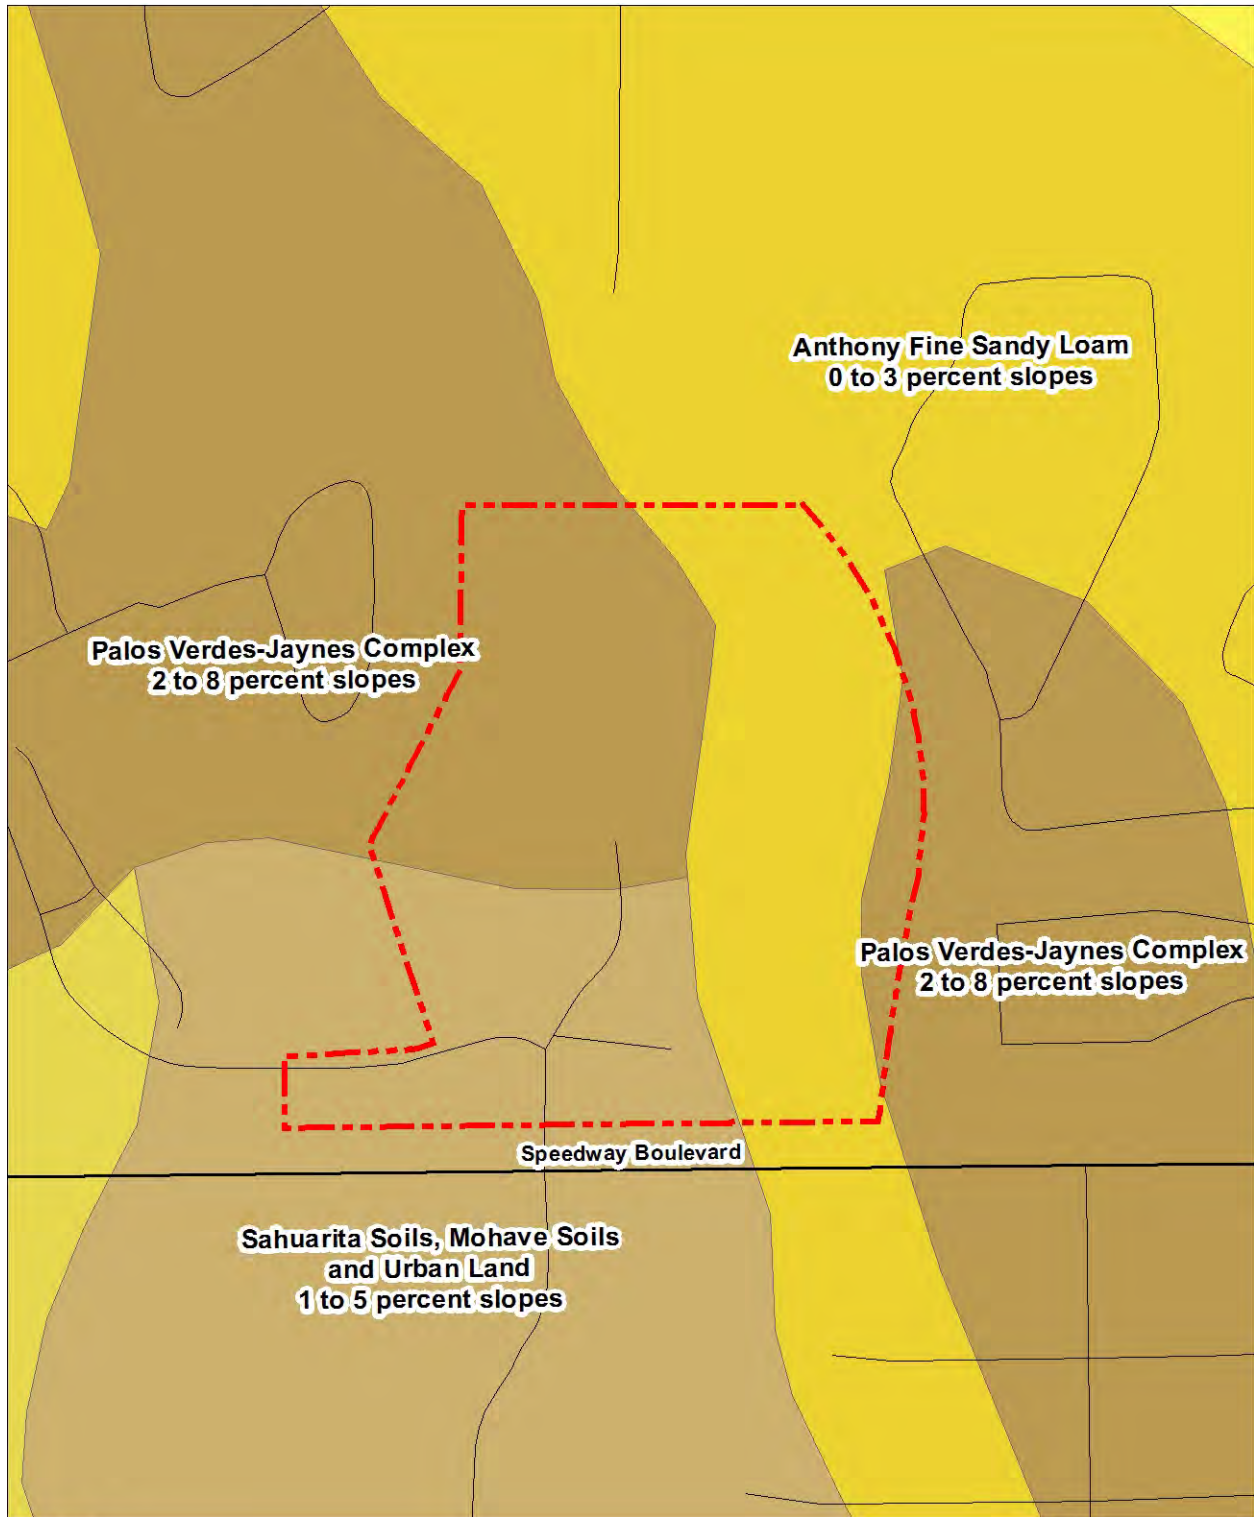 Anthony Fine Sandy Loam
0 to 3 percent slopes
Palos Verdes-Jaynes Complex
2 to 8 percent slopes
Palos Verdes-Jaynes Complex
2 to 8 percent slopes
Speedway Boulevard
Sahuarita Soils, Mohave Soils
and Urban Land
1 to 5 percent slopes